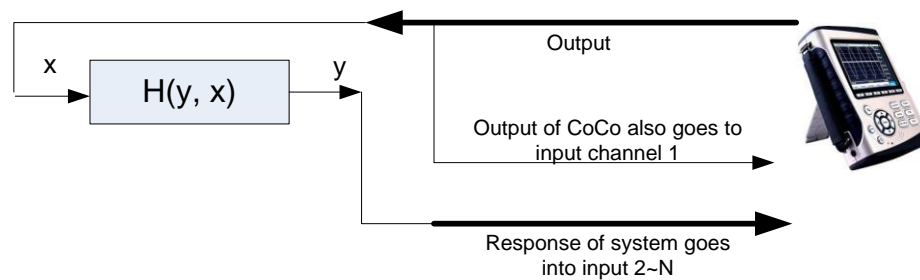 Output
x
H(y, x)
y
Output of CoCo also goes to
input channel 1
Response of system goes
into input 2~N